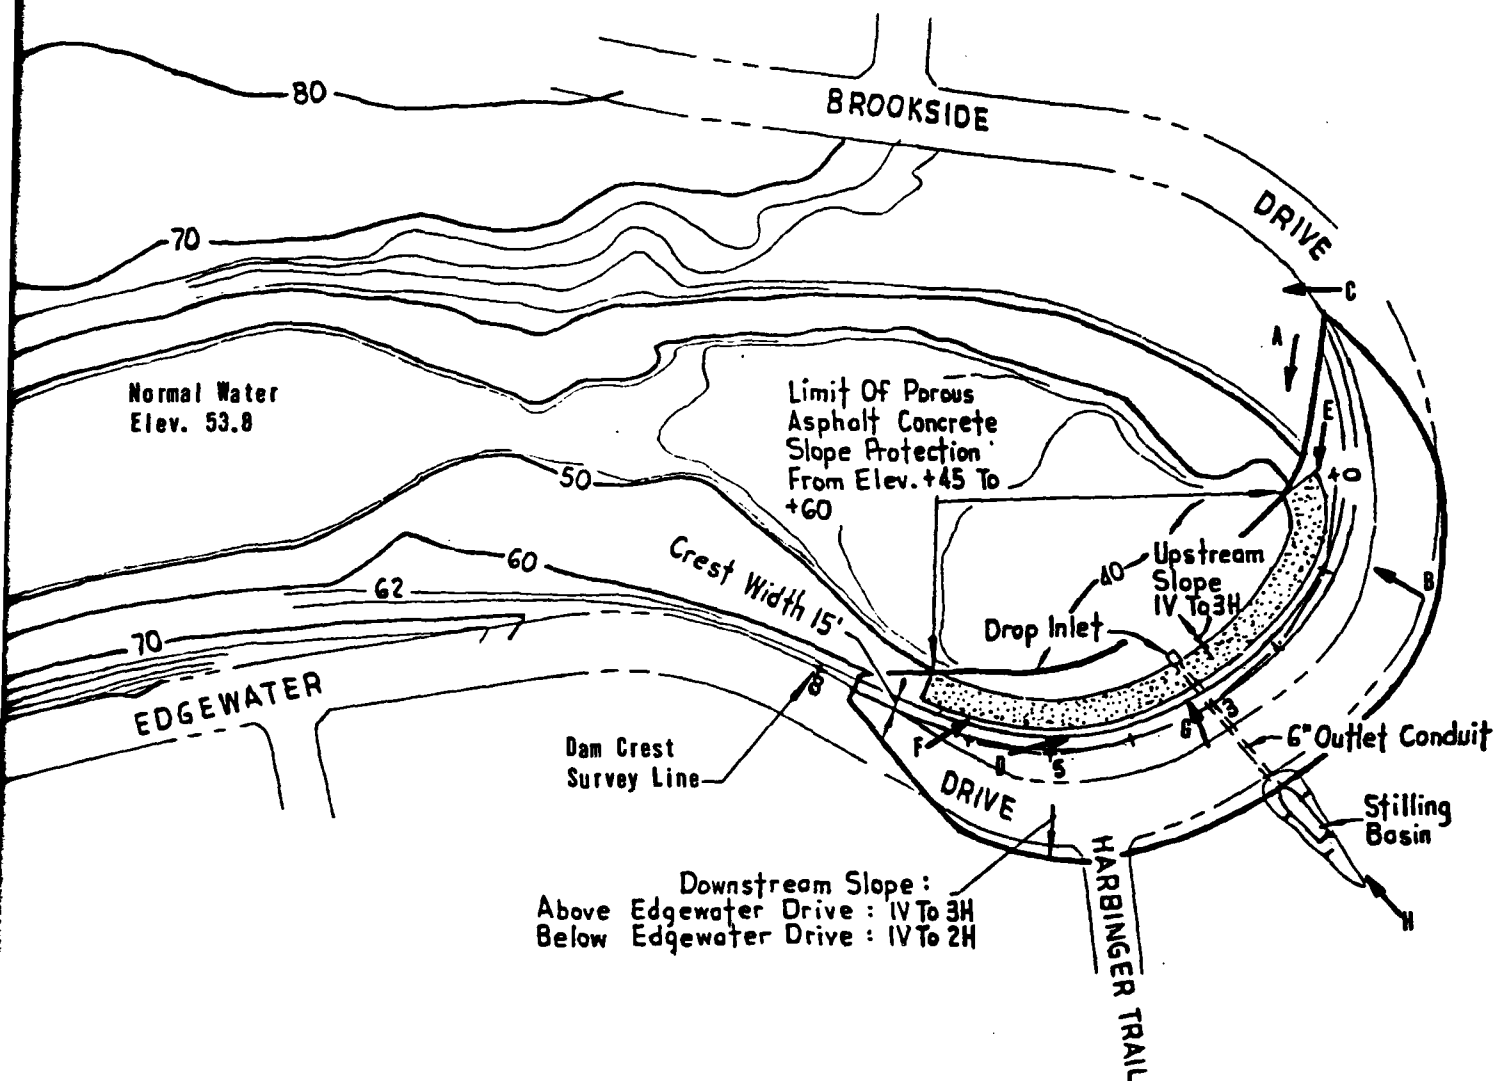 80
BROOKSIDE
DRIVE
70
C
A
Normal Water
Elev. 53.8
Limit Of Porous
Asphalt Concrete
Slope Protection
From Elev. +45 To
+60
E
+0
50
Crest Width 15'
60
62
40
Upstream
Slope
1V To 3H
B
Drop Inlet
70
EDGEWATER
8
Dam Crest
Survey Line
F
D
5
G
3
6" Outlet Conduit
DRIVE
Stilling
Basin
HARBINGER TRAIL
H
Downstream Slope :
Above Edgewater Drive : 1V To 3H
Below Edgewater Drive : 1V To 2H